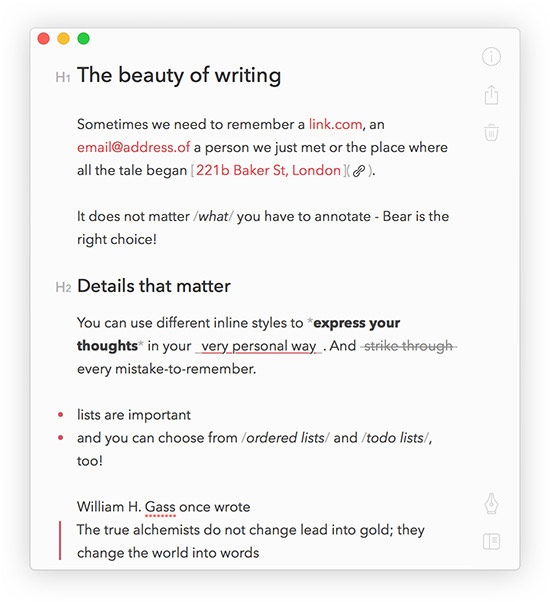 H1 The beauty of writing
Sometimes we need to remember a link.com, an
email@address.of a person we just met or the place where
all the tale began [221b Baker St, London]( ).
It does not matter /what/ you have to annotate - Bear is the
right choice!
H2 Details that matter
You can use different inline styles to *express your
thoughts* in your _very personal way_. And -strike through-
every mistake-to-remember.
• lists are important
• and you can choose from /ordered lists/ and /todo lists/,
too!
William H. Gass once wrote
The true alchemists do not change lead into gold; they
change the world into words